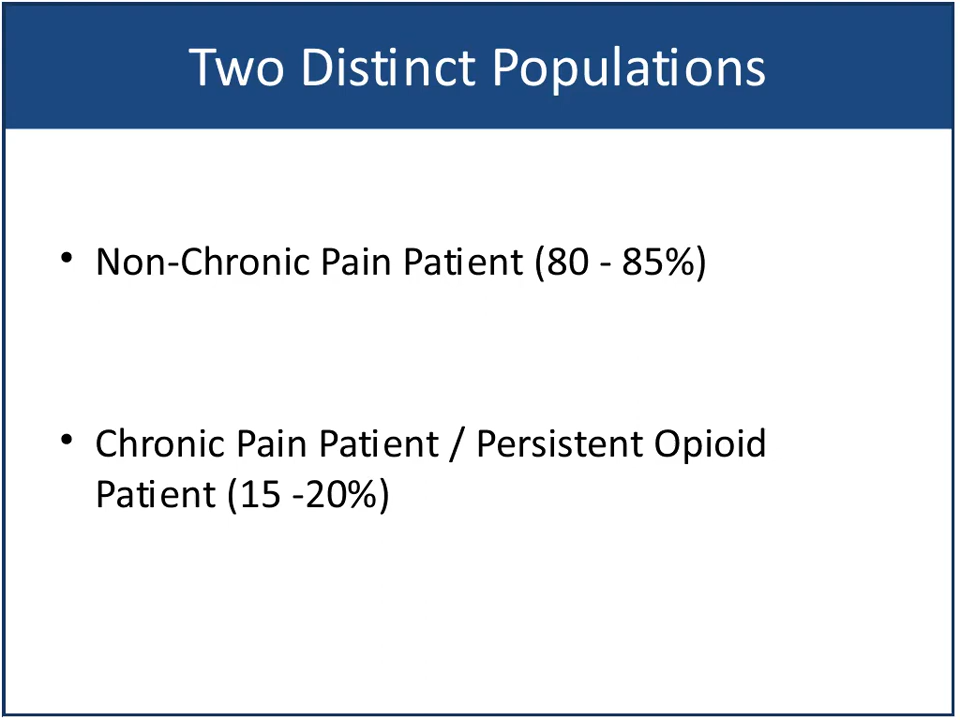 Two Distinct Populations
• Non-Chronic Pain Patient (80 - 85%)
• Chronic Pain Patient / Persistent Opioid
Patient (15 -20%)